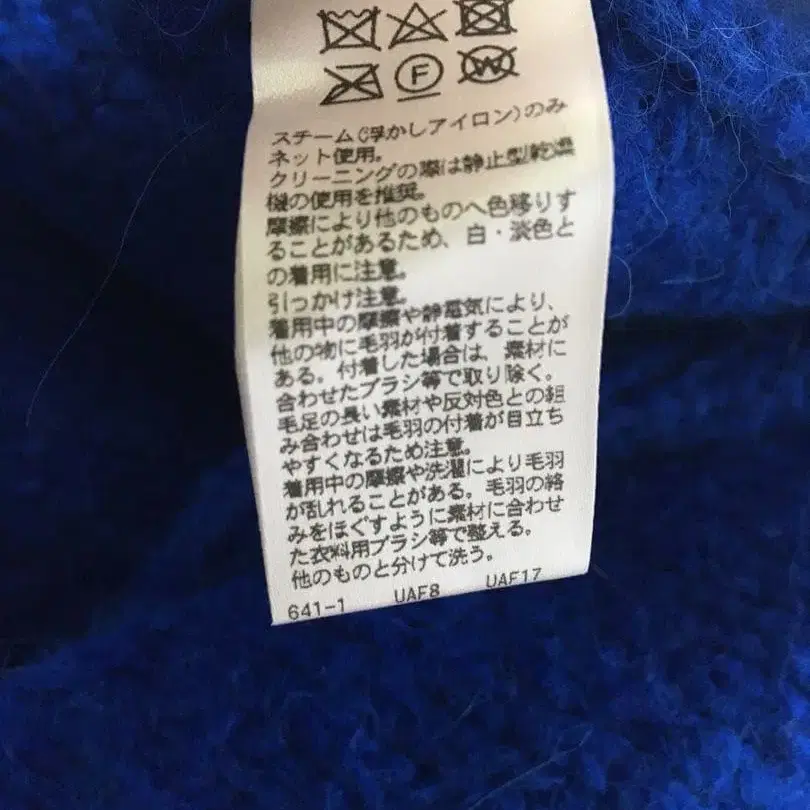 F W
スチーム(浮かしアイロン)のみ
ネット使用。
クリーニングの際は静止型乾燥
機の使用を推奨。
摩擦により他のものへ色移りす
ることがあるため、白・淡色と
の着用に注意。
引っかけ注意。
着用中の摩擦や静電気により、
他の物に毛羽が付着することが
ある。付着した場合は、素材に
合わせたブラシ等で取り除く。
毛足の長い素材や反対色との組
み合わせは毛羽の付着が目立ち
やすくなるため注意。
着用中の摩擦や洗濯により毛羽
が乱れることがある。毛羽の絡
みをほぐすように素材に合わせ
た衣料用ブラシ等で整える。
他のものと分けて洗う。
641-1 UAF8 UAF17